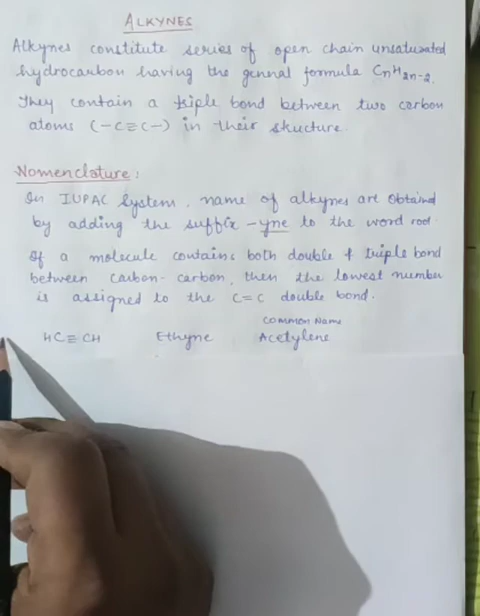 ALKYNES
Alkynes constitute series of open chain unsaturated
hydrocarbon having the general formula CnH2n-2.
They contain a triple bond between two carbon
atoms (-C≡C-) in their structure.
Nomenclature:
In IUPAC System, name of alkynes are obtained
by adding the suffix -yne to the word root.
If a molecule contains both double & triple bond
between carbon-carbon, then the lowest number
is assigned to the C=C double bond.
Common Name
HC≡CH Ethyne Acetylene